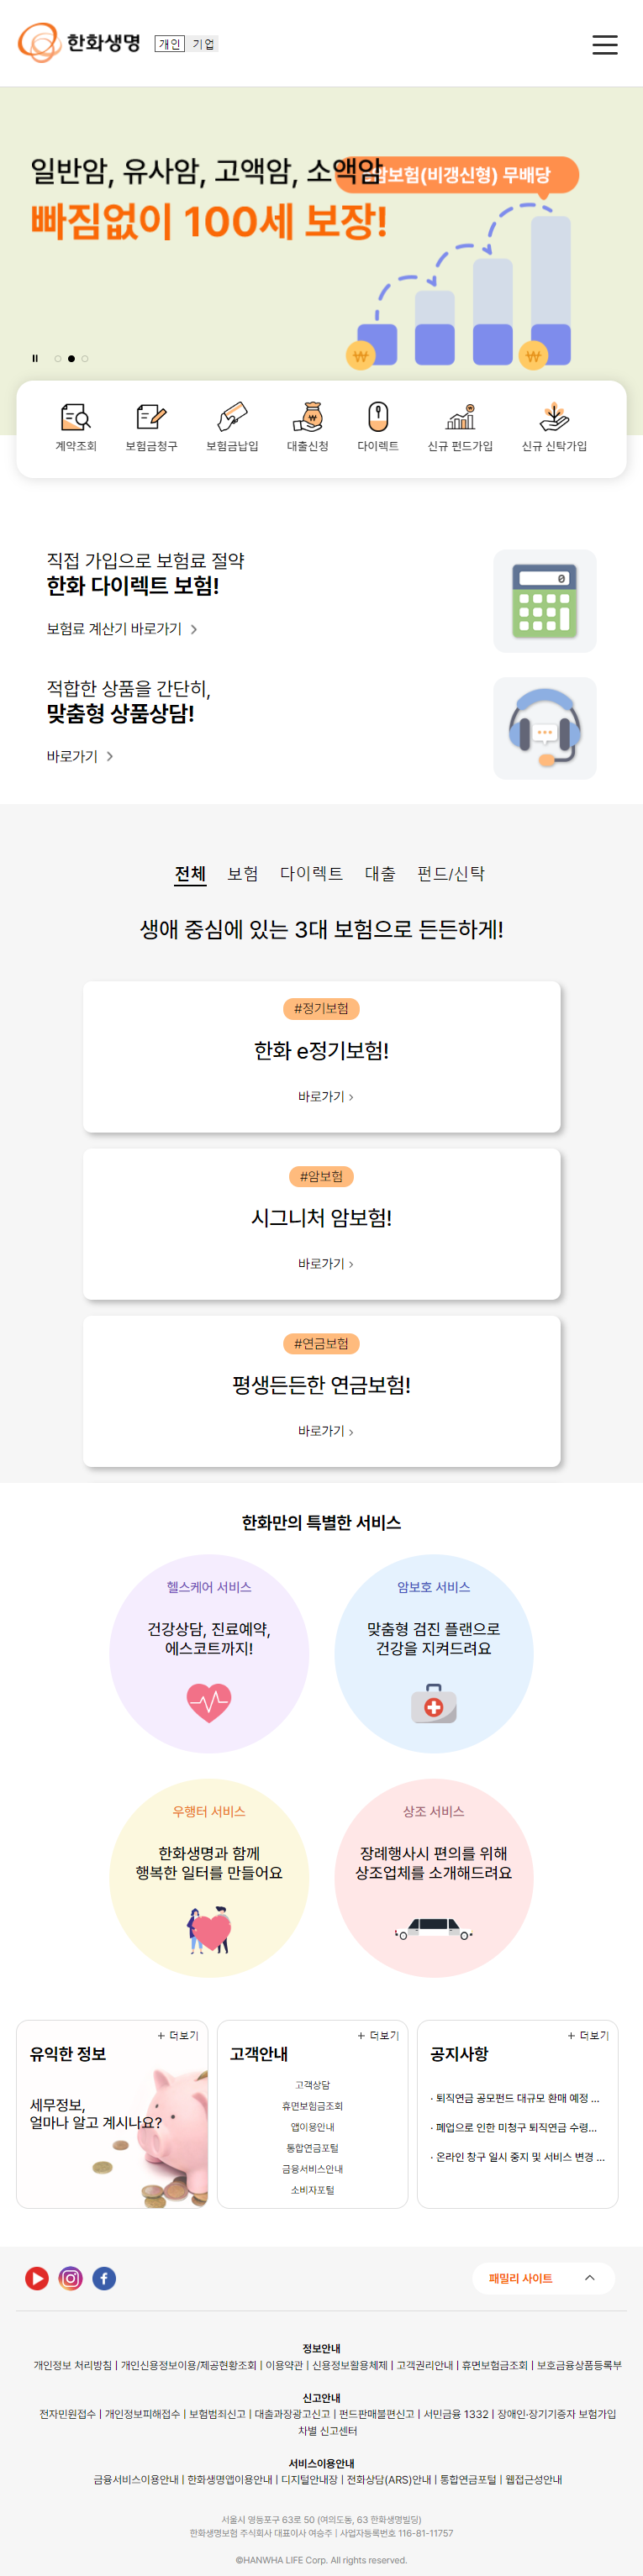 한화생명 개인 기업
일반암, 유사암, 고액암, 소액암
암보험(비갱신형) 무배당
빠짐없이 100세 보장!
계약조회 보험금청구 보험금납입 대출신청 다이렉트 신규 펀드가입 신규 신탁가입
직접 가입으로 보험료 절약
한화 다이렉트 보험!
보험료 계산기 바로가기 >
0
적합한 상품을 간단히,
맞춤형 상품상담!
바로가기 >
전체 보험 다이렉트 대출 펀드/신탁
생애 중심에 있는 3대 보험으로 든든하게!
#정기보험
한화 e정기보험!
바로가기 >
#암보험
시그니처 암보험!
바로가기 >
#연금보험
평생든든한 연금보험!
바로가기 >
한화만의 특별한 서비스
헬스케어 서비스
건강상담, 진료예약,
에스코트까지!
암보호 서비스
맞춤형 검진 플랜으로
건강을 지켜드려요
우행터 서비스
한화생명과 함께
행복한 일터를 만들어요
상조 서비스
장례행사시 편의를 위해
상조업체를 소개해드려요
+ 더보기
유익한 정보
세무정보,
얼마나 알고 계시나요?
+ 더보기
고객안내
고객상담
휴면보험금조회
앱이용안내
통합연금포털
금융서비스안내
소비자포털
+ 더보기
공지사항
· 퇴직연금 공모펀드 대규모 환매 예정 ...
· 폐업으로 인한 미청구 퇴직연금 수령...
· 온라인 창구 일시 중지 및 서비스 변경 ...
패밀리 사이트
정보안내
개인정보 처리방침 | 개인신용정보이용/제공현황조회 | 이용약관 | 신용정보활용체제 | 고객권리안내 | 휴면보험금조회 | 보호금융상품등록부
신고안내
전자민원접수 | 개인정보피해접수 | 보험범죄신고 | 대출과장광고신고 | 펀드판매불편신고 | 서민금융 1332 | 장애인·장기기증자 보험가입
차별 신고센터
서비스이용안내
금융서비스이용안내 | 한화생명앱이용안내 | 디지털안내장 | 전화상담(ARS)안내 | 통합연금포털 | 웹접근성안내
서울시 영등포구 63로 50 (여의도동, 63 한화생명빌딩)
한화생명보험 주식회사 대표이사 여승주 | 사업자등록번호 116-81-11757
©HANWHA LIFE Corp. All rights reserved.